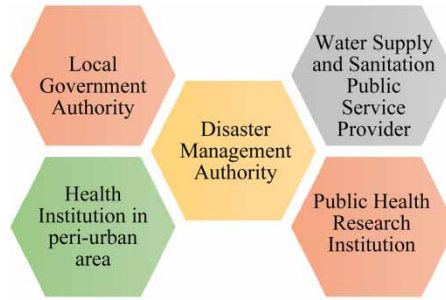 Local
Government
Authority
Water Supply
and Sanitation
Public
Service
Provider
Disaster
Management
Authority
Health
Institution in
peri-urban
area
Public Health
Research
Institution